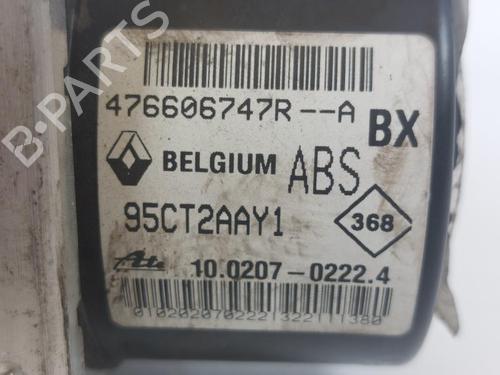 476606747R--A
BX
BELGIUM ABS
95CT2AAY1
368
Ate 10.0207-0222.4
B-PARTS